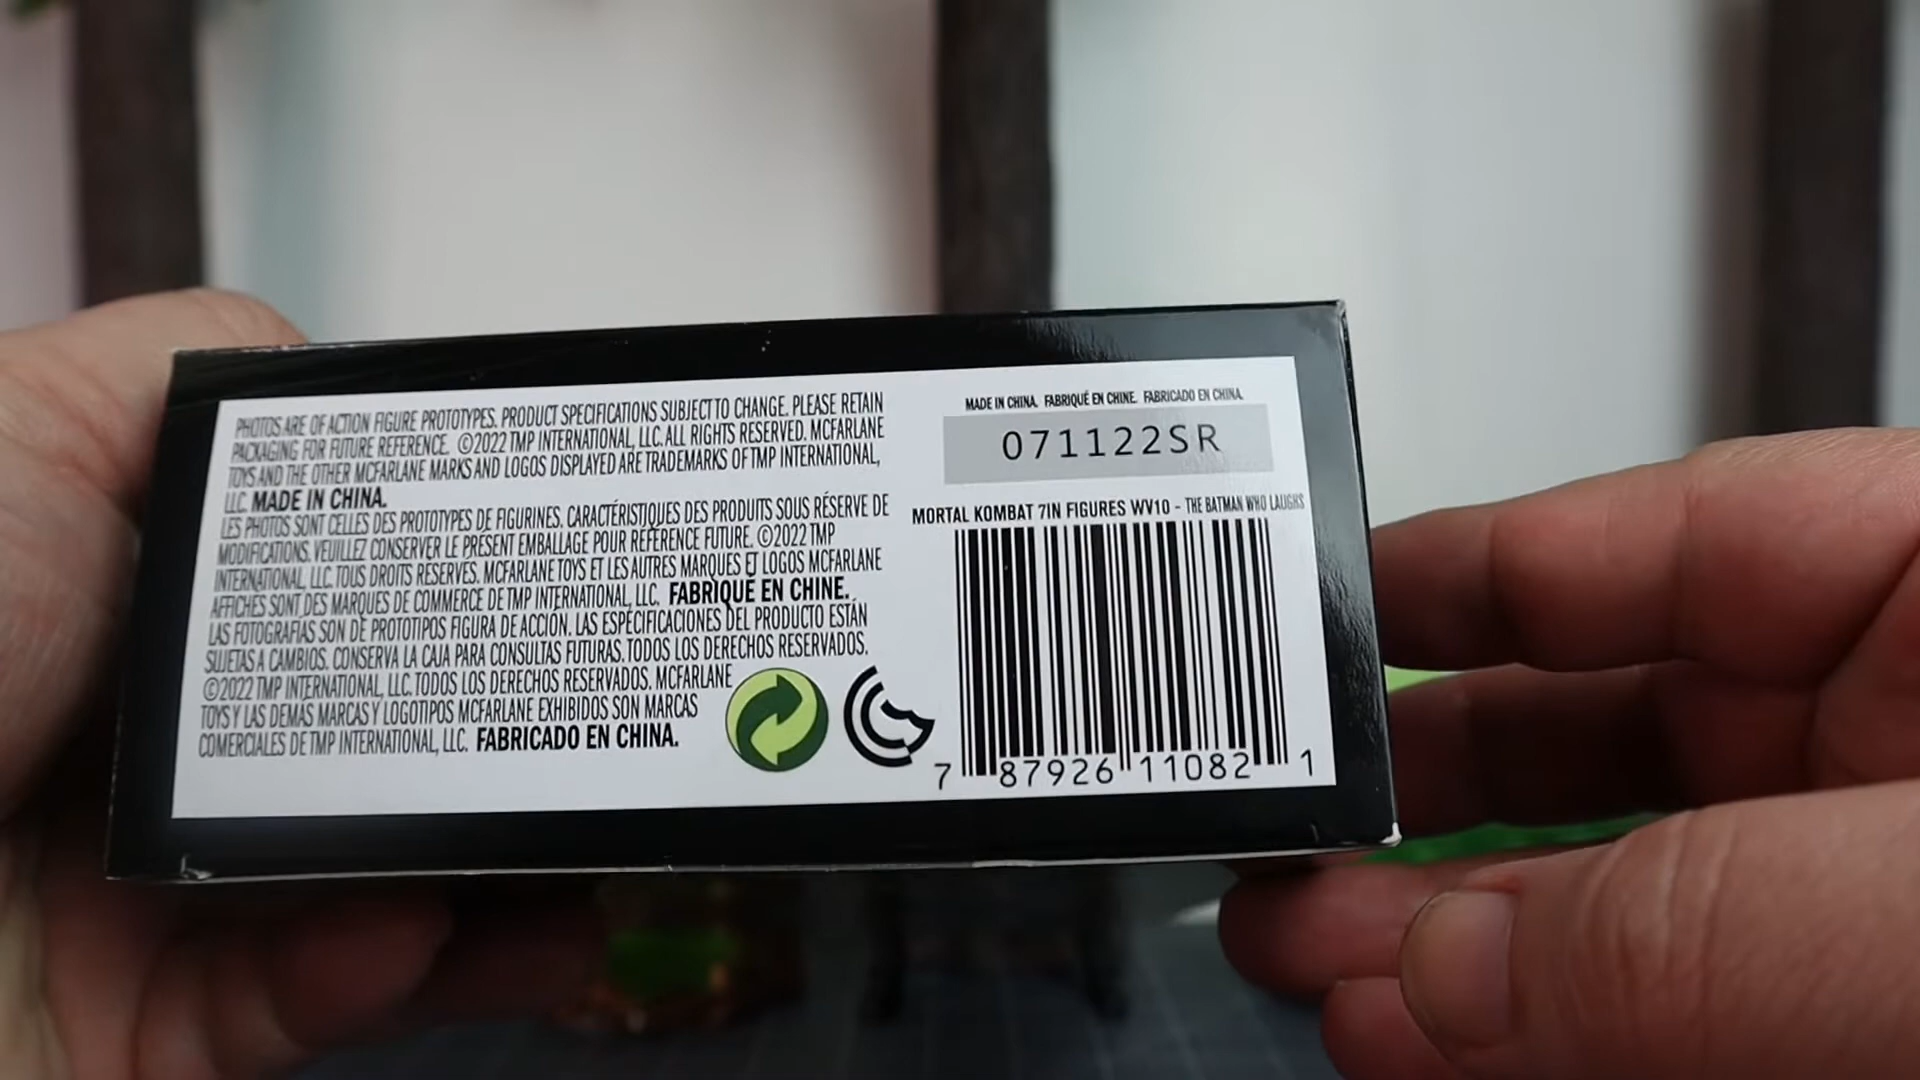 PHOTOS ARE OF ACTION FIGURE PROTOTYPES. PRODUCT SPECIFICATIONS SUBJECT TO CHANGE. PLEASE RETAIN
PACKAGING FOR FUTURE REFERENCE. ©2022 TMP INTERNATIONAL, LLC. ALL RIGHTS RESERVED. MCFARLANE
TOYS AND THE OTHER MCFARLANE MARKS AND LOGOS DISPLAYED ARE TRADEMARKS OF TMP INTERNATIONAL,
LLC. MADE IN CHINA.
LES PHOTOS SONT CELLES DES PROTOTYPES DE FIGURINES. CARACTÉRISTIQUES DES PRODUITS SOUS RÉSERVE DE
MODIFICATIONS. VEUILLEZ CONSERVER LE PRÉSENT EMBALLAGE POUR RÉFÉRENCE FUTURE. ©2022 TMP
INTERNATIONAL, LLC. TOUS DROITS RÉSERVÉS. MCFARLANE TOYS ET LES AUTRES MARQUES ET LOGOS MCFARLANE
AFFICHÉS SONT DES MARQUES DE COMMERCE DE TMP INTERNATIONAL, LLC. FABRIQUÉ EN CHINE.
LAS FOTOGRAFÍAS SON DE PROTOTIPOS FIGURA DE ACCIÓN. LAS ESPECIFICACIONES DEL PRODUCTO ESTÁN
SUJETAS A CAMBIOS. CONSERVA LA CAJA PARA CONSULTAS FUTURAS. TODOS LOS DERECHOS RESERVADOS.
©2022 TMP INTERNATIONAL, LLC. TODOS LOS DERECHOS RESERVADOS. MCFARLANE
TOYS Y LAS DEMÁS MARCAS Y LOGOTIPOS MCFARLANE EXHIBIDOS SON MARCAS
COMERCIALES DE TMP INTERNATIONAL, LLC. FABRICADO EN CHINA.
MADE IN CHINA. FABRIQUÉ EN CHINE. FABRICADO EN CHINA.
071122SR
MORTAL KOMBAT 7IN FIGURES WV10 - THE BATMAN WHO LAUGHS
7 87926 11082 1